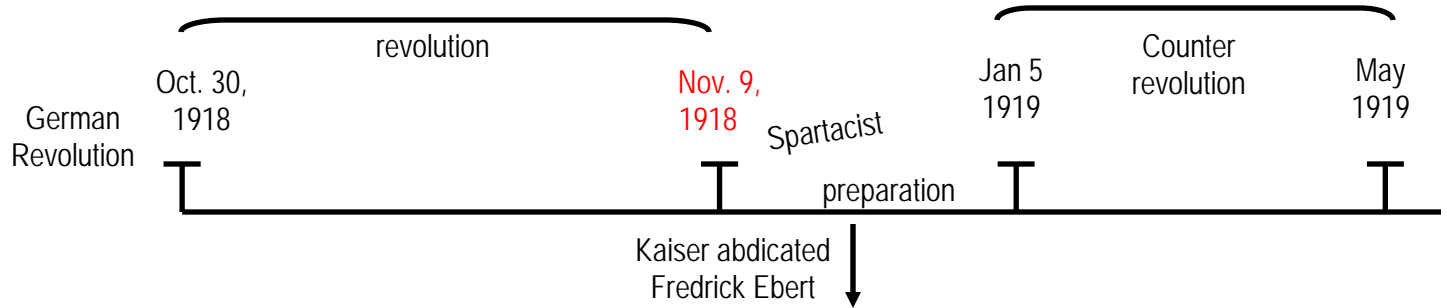 revolution
Counter
revolution
Oct. 30,
1918
Nov. 9,
1918
Jan 5
1919
May
1919
German
Revolution
Spartacist
preparation
Kaiser abdicated
Fredrick Ebert